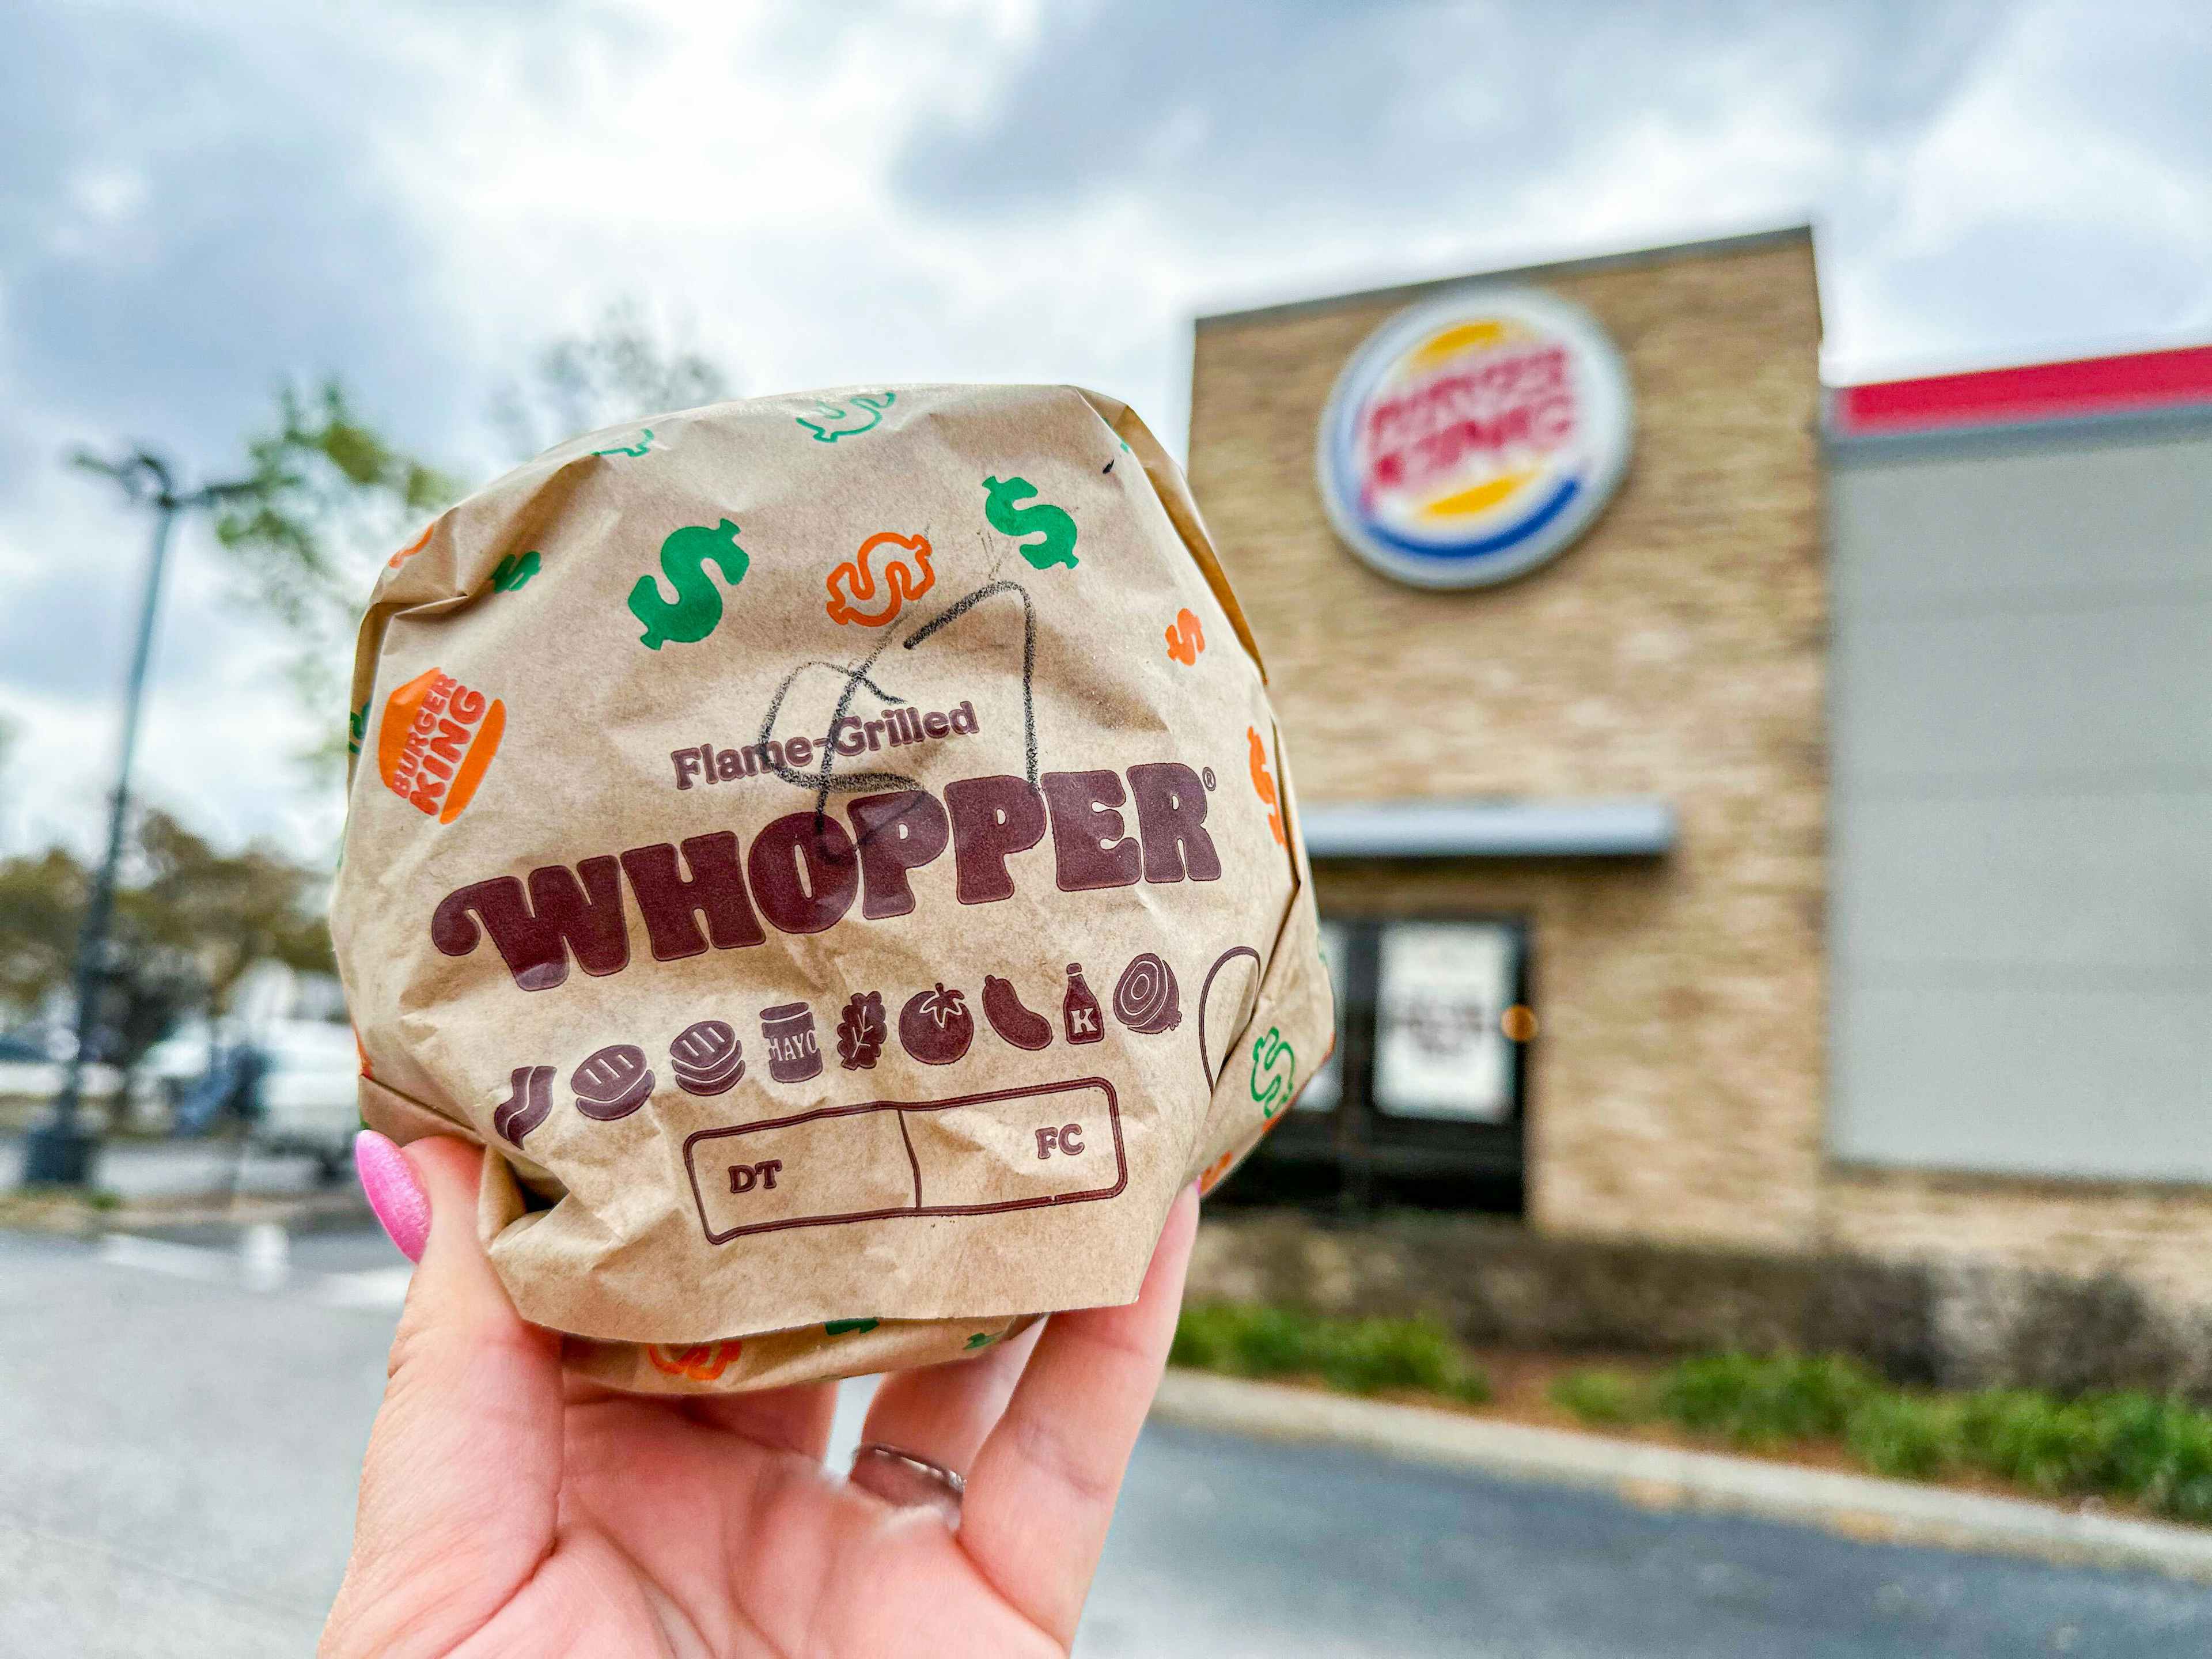 BURGER
KING
BURGER
KING
Flame-Grilled
WHOPPER®
MAYO
K
DT
FC